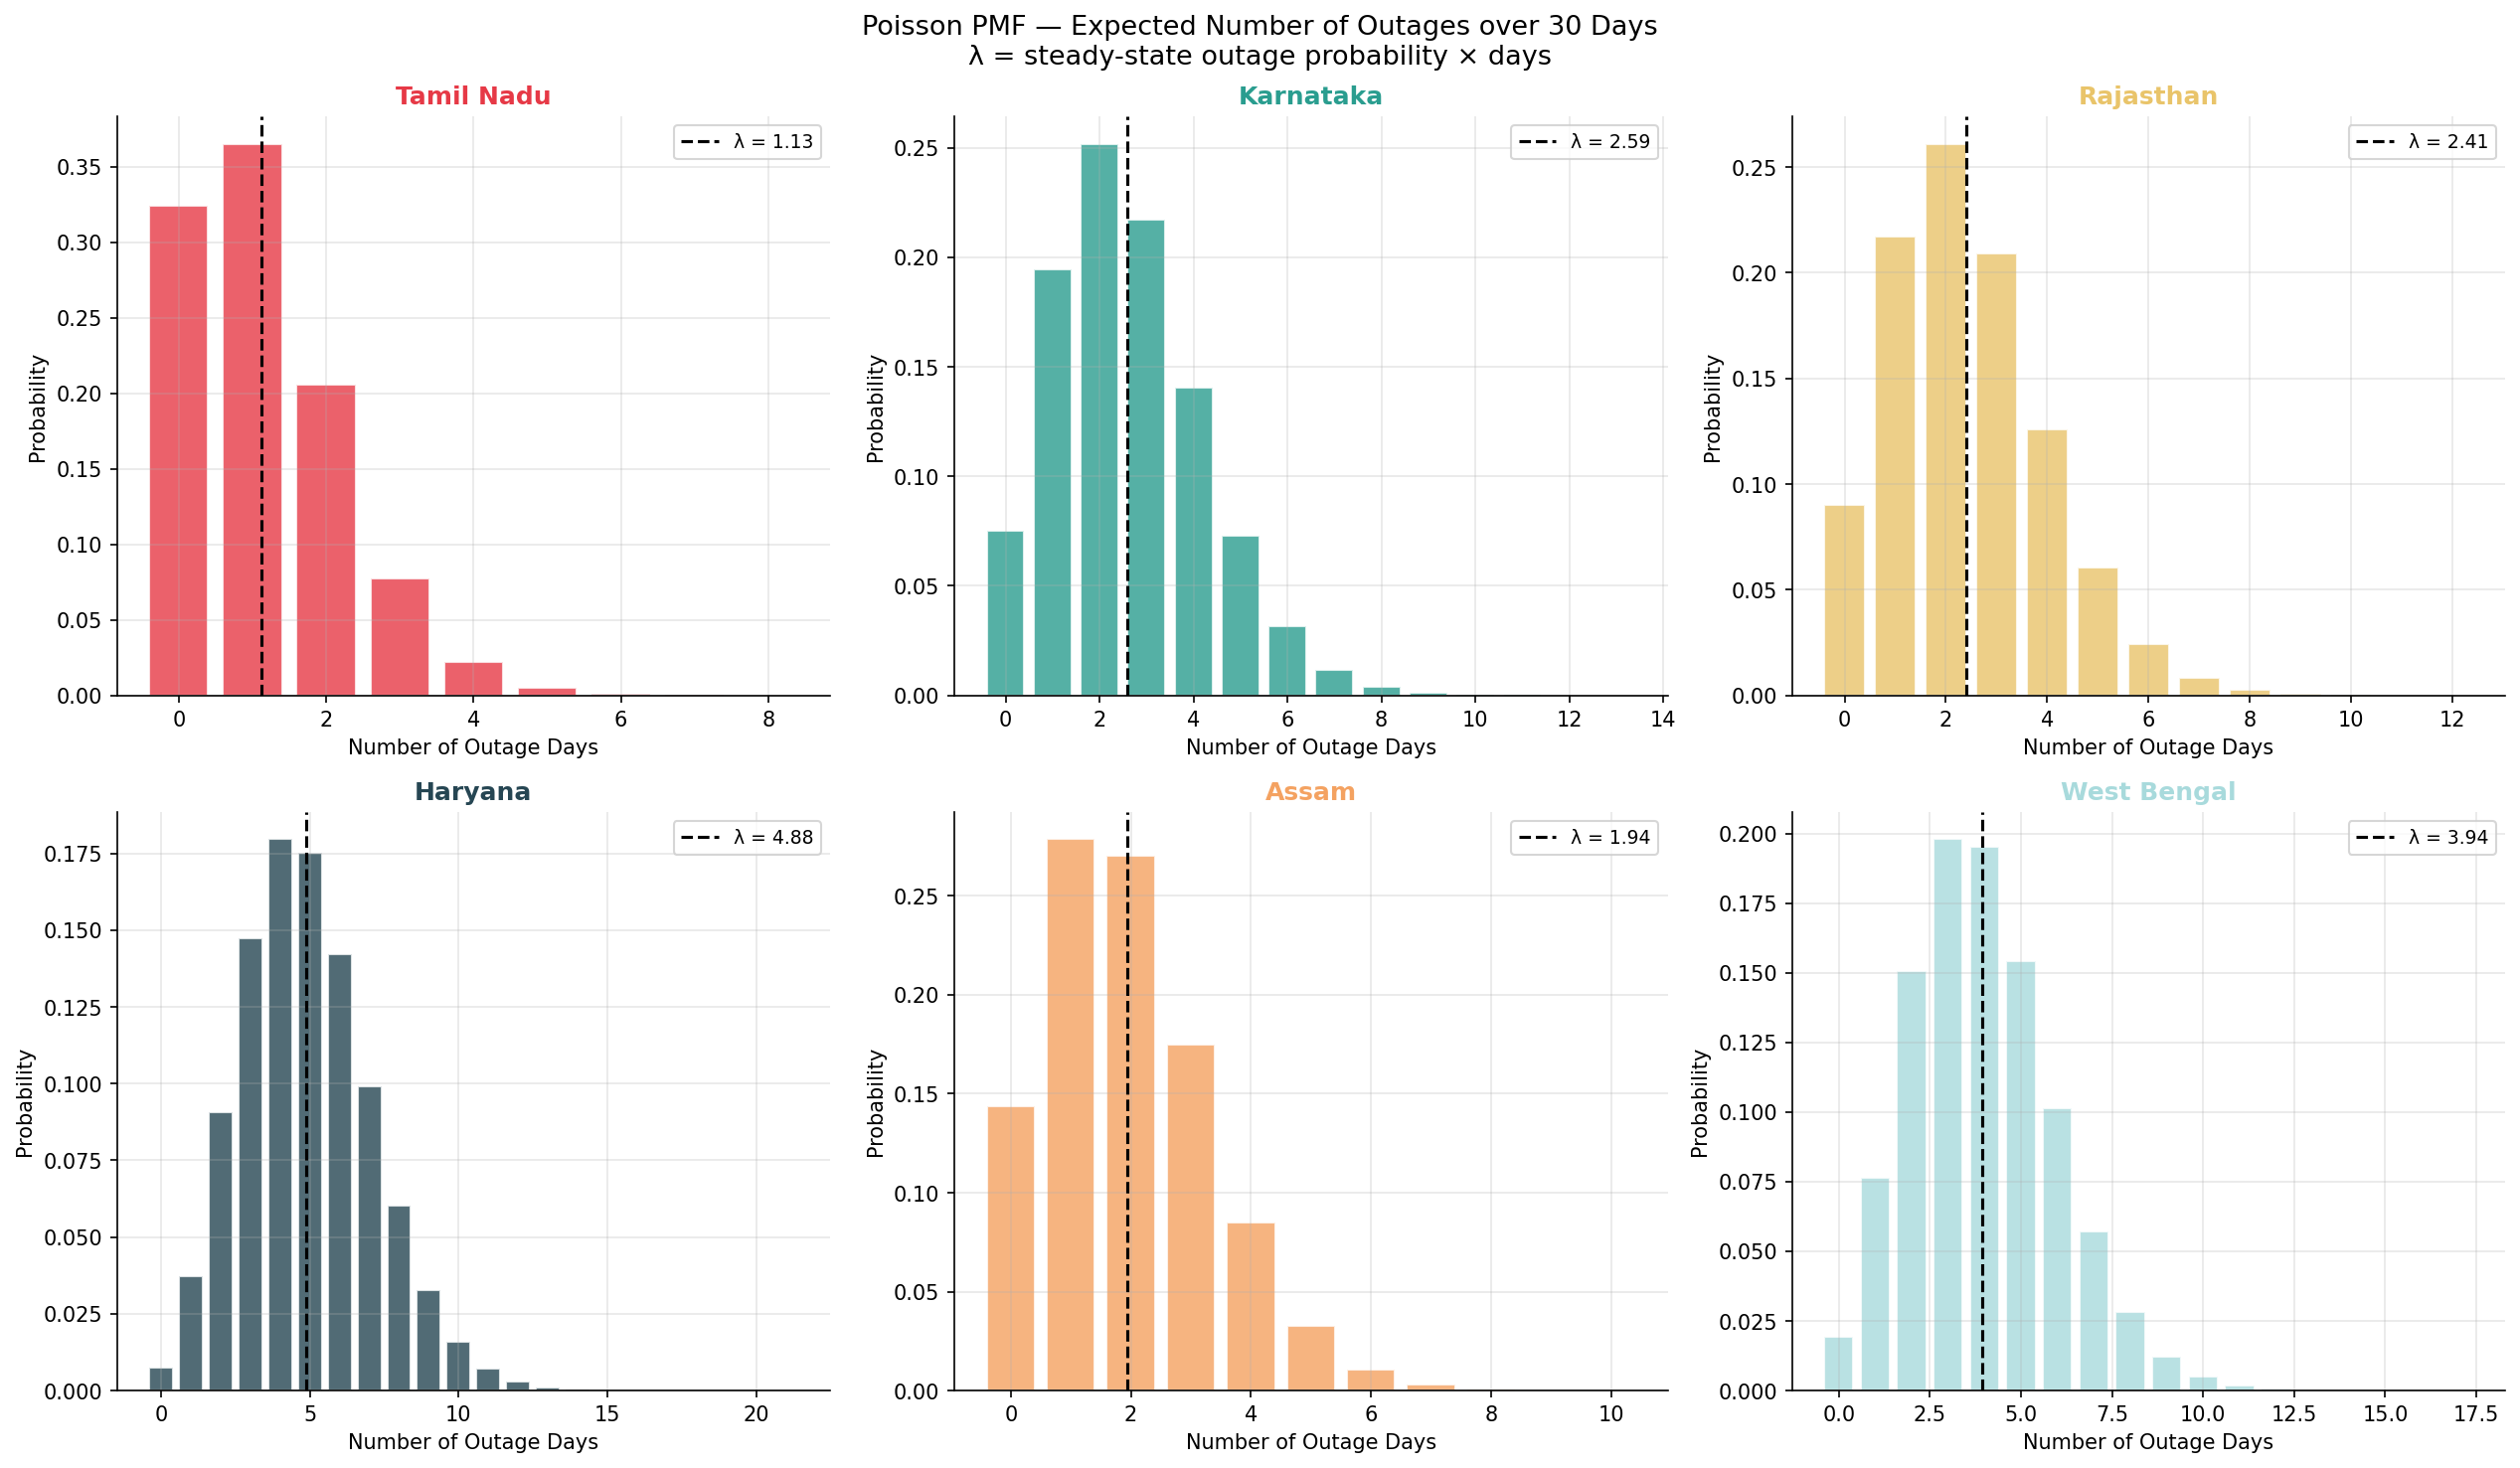 Poisson PMF — Expected Number of Outages over 30 Days
λ = steady-state outage probability × days
Tamil Nadu
λ = 1.13
Probability
0.35
0.30
0.25
0.20
0.15
0.10
0.05
0.00
0 2 4 6 8
Number of Outage Days
Karnataka
λ = 2.59
Probability
0.25
0.20
0.15
0.10
0.05
0.00
0 2 4 6 8 10 12 14
Number of Outage Days
Rajasthan
λ = 2.41
Probability
0.25
0.20
0.15
0.10
0.05
0.00
0 2 4 6 8 10 12
Number of Outage Days
Haryana
λ = 4.88
Probability
0.175
0.150
0.125
0.100
0.075
0.050
0.025
0.000
0 5 10 15 20
Number of Outage Days
Assam
λ = 1.94
Probability
0.25
0.20
0.15
0.10
0.05
0.00
0 2 4 6 8 10
Number of Outage Days
West Bengal
λ = 3.94
Probability
0.200
0.175
0.150
0.125
0.100
0.075
0.050
0.025
0.000
0.0 2.5 5.0 7.5 10.0 12.5 15.0 17.5
Number of Outage Days